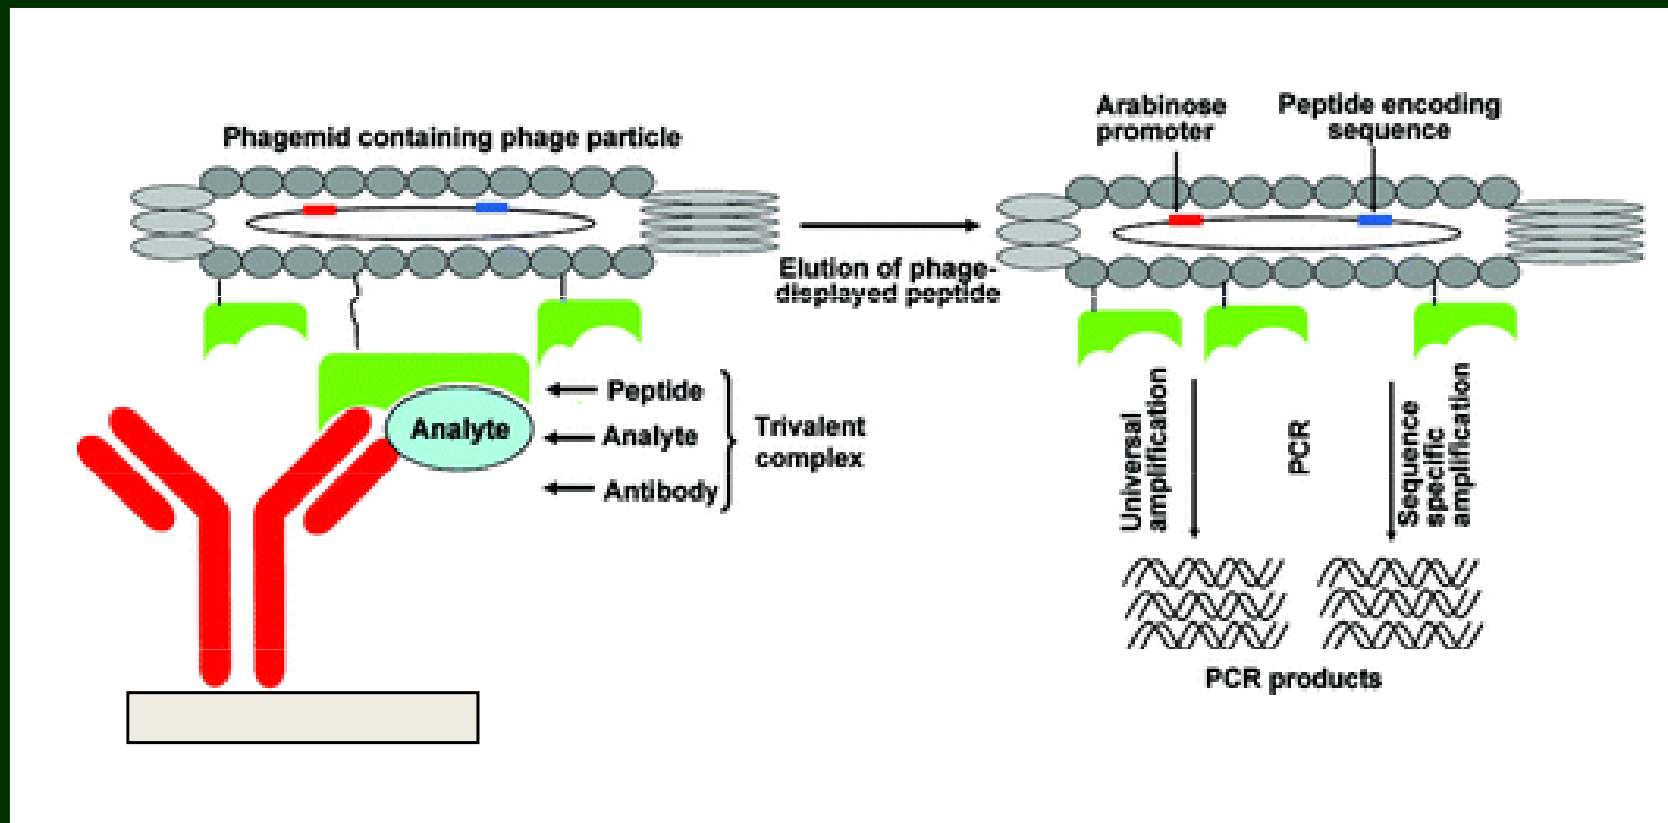 Phagemid containing phage particle
Elution of phage-
displayed peptide
Analyte
Peptide
Analyte
Antibody
Trivalent
complex
Arabinose
promoter
Peptide encoding
sequence
Universal
amplification
PCR
Sequence
specific
amplification
PCR products